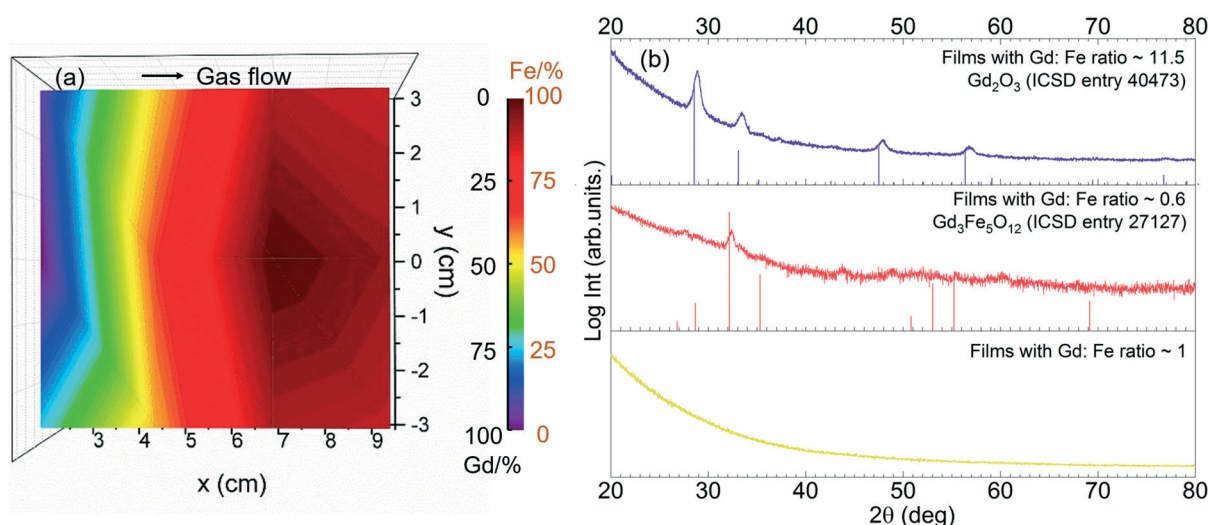 (a)
Gas flow
Fe/%
0
100
25
75
50
50
75
25
100
0
Gd/%
3
2
1
0
-1
-2
-3
y (cm)
3 4 5 6 7 8 9
x (cm)
20 30 40 50 60 70 80
(b)
Films with Gd: Fe ratio ~ 11.5
Gd₂O₃ (ICSD entry 40473)
Films with Gd: Fe ratio ~ 0.6
Gd₃Fe₅O₁₂ (ICSD entry 27127)
Films with Gd: Fe ratio ~ 1
Log Int (arb.units.)
20 30 40 50 60 70 80
2θ (deg)